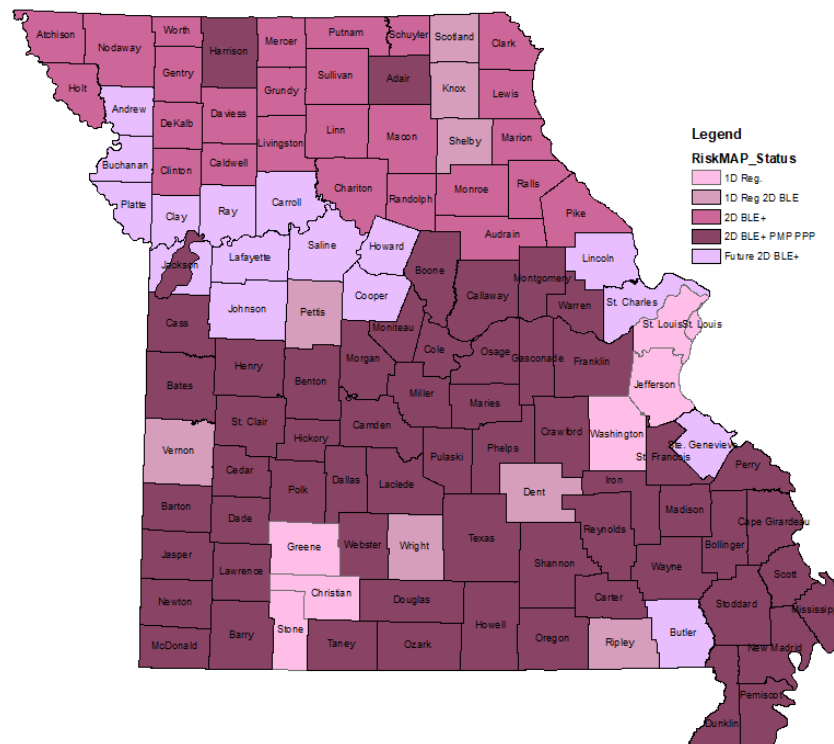 Atchison
Nodaway
Worth
Harrison
Mercer
Putnam
Schuyler
Scotland
Clark
Holt
Gentry
Grundy
Sullivan
Adair
Knox
Lewis
Andrew
DeKalb
Daviess
Livingston
Linn
Macon
Shelby
Marion
Buchanan
Clinton
Caldwell
Chariton
Randolph
Monroe
Ralls
Pike
Platte
Clay
Ray
Carroll
Audrain
Jackson
Lafayette
Saline
Howard
Boone
Callaway
Montgomery
Lincoln
Warren
St. Charles
St. Louis
St. Louis
Cass
Johnson
Pettis
Cooper
Moniteau
Cole
Osage
Gasconade
Franklin
Jefferson
Bates
Henry
Benton
Morgan
Miller
Maries
Vernon
St. Clair
Hickory
Camden
Pulaski
Phelps
Crawford
Washington
St Francois
Ste. Genevieve
Perry
Barton
Cedar
Polk
Dallas
Laclede
Dent
Iron
Madison
Cape Girardeau
Jasper
Dade
Greene
Webster
Wright
Texas
Reynolds
Bollinger
Newton
Lawrence
Christian
Douglas
Shannon
Wayne
Scott
McDonald
Barry
Stone
Taney
Ozark
Howell
Oregon
Carter
Ripley
Butler
Stoddard
Mississippi
New Madrid
Pemiscot
Dunklin
Legend
RiskMAP_Status
1D Reg.
1D Reg 2D BLE
2D BLE+
2D BLE+ PMP PPP
Future 2D BLE+